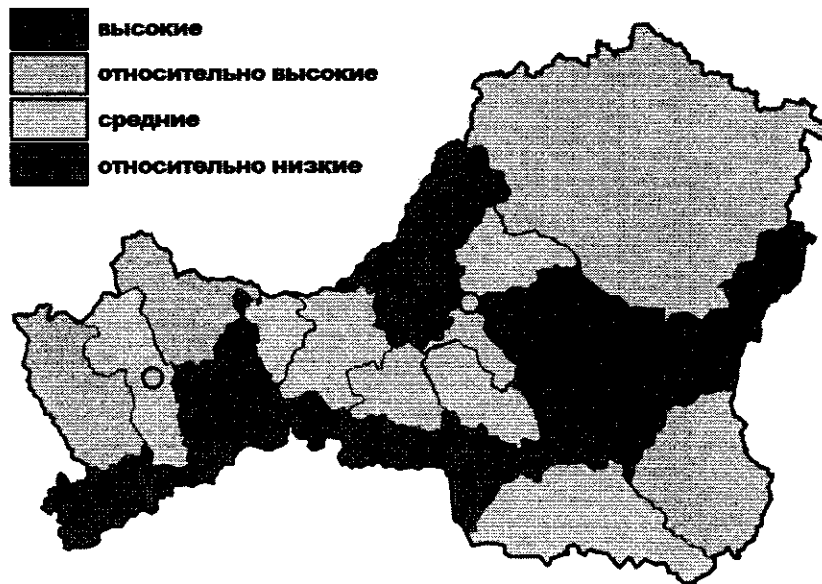 высокие
относительно высокие
средние
относительно низкие